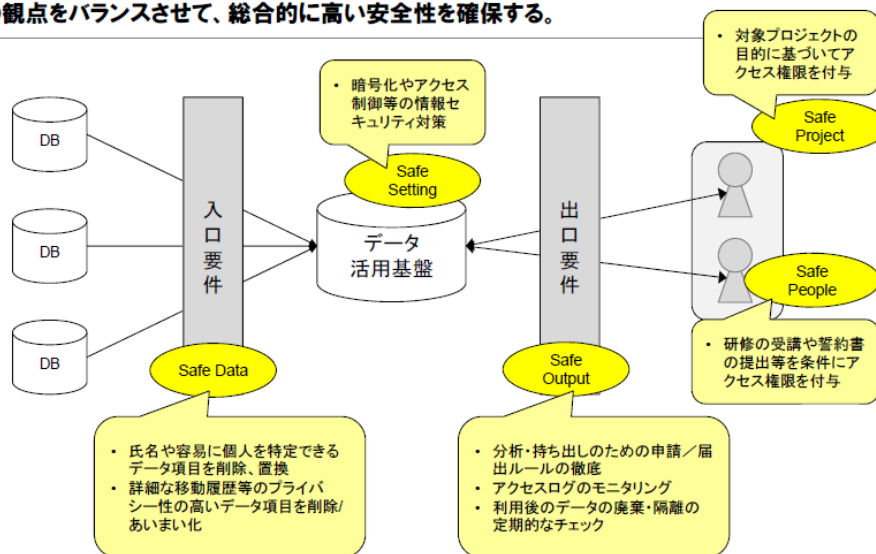 観点をバランスさせて、総合的に高い安全性を確保する。
・ 対象プロジェクトの
目的に基づいてア
クセス権限を付与
・ 暗号化やアクセス
制御等の情報セ
キュリティ対策
Safe
Project
Safe
Setting
DB
DB
DB
入口要件
データ
活用基盤
出口要件
Safe
People
・ 研修の受講や誓約書
の提出等を条件にア
クセス権限を付与
Safe Data
Safe
Output
・ 氏名や容易に個人を特定できる
データ項目を削除、置換
・ 詳細な移動履歴等のプライバ
シー性の高いデータ項目を削除/
あいまい化
・ 分析・持ち出しのための申請／届
出ルールの徹底
・ アクセスログのモニタリング
・ 利用後のデータの廃棄・隔離の
定期的なチェック